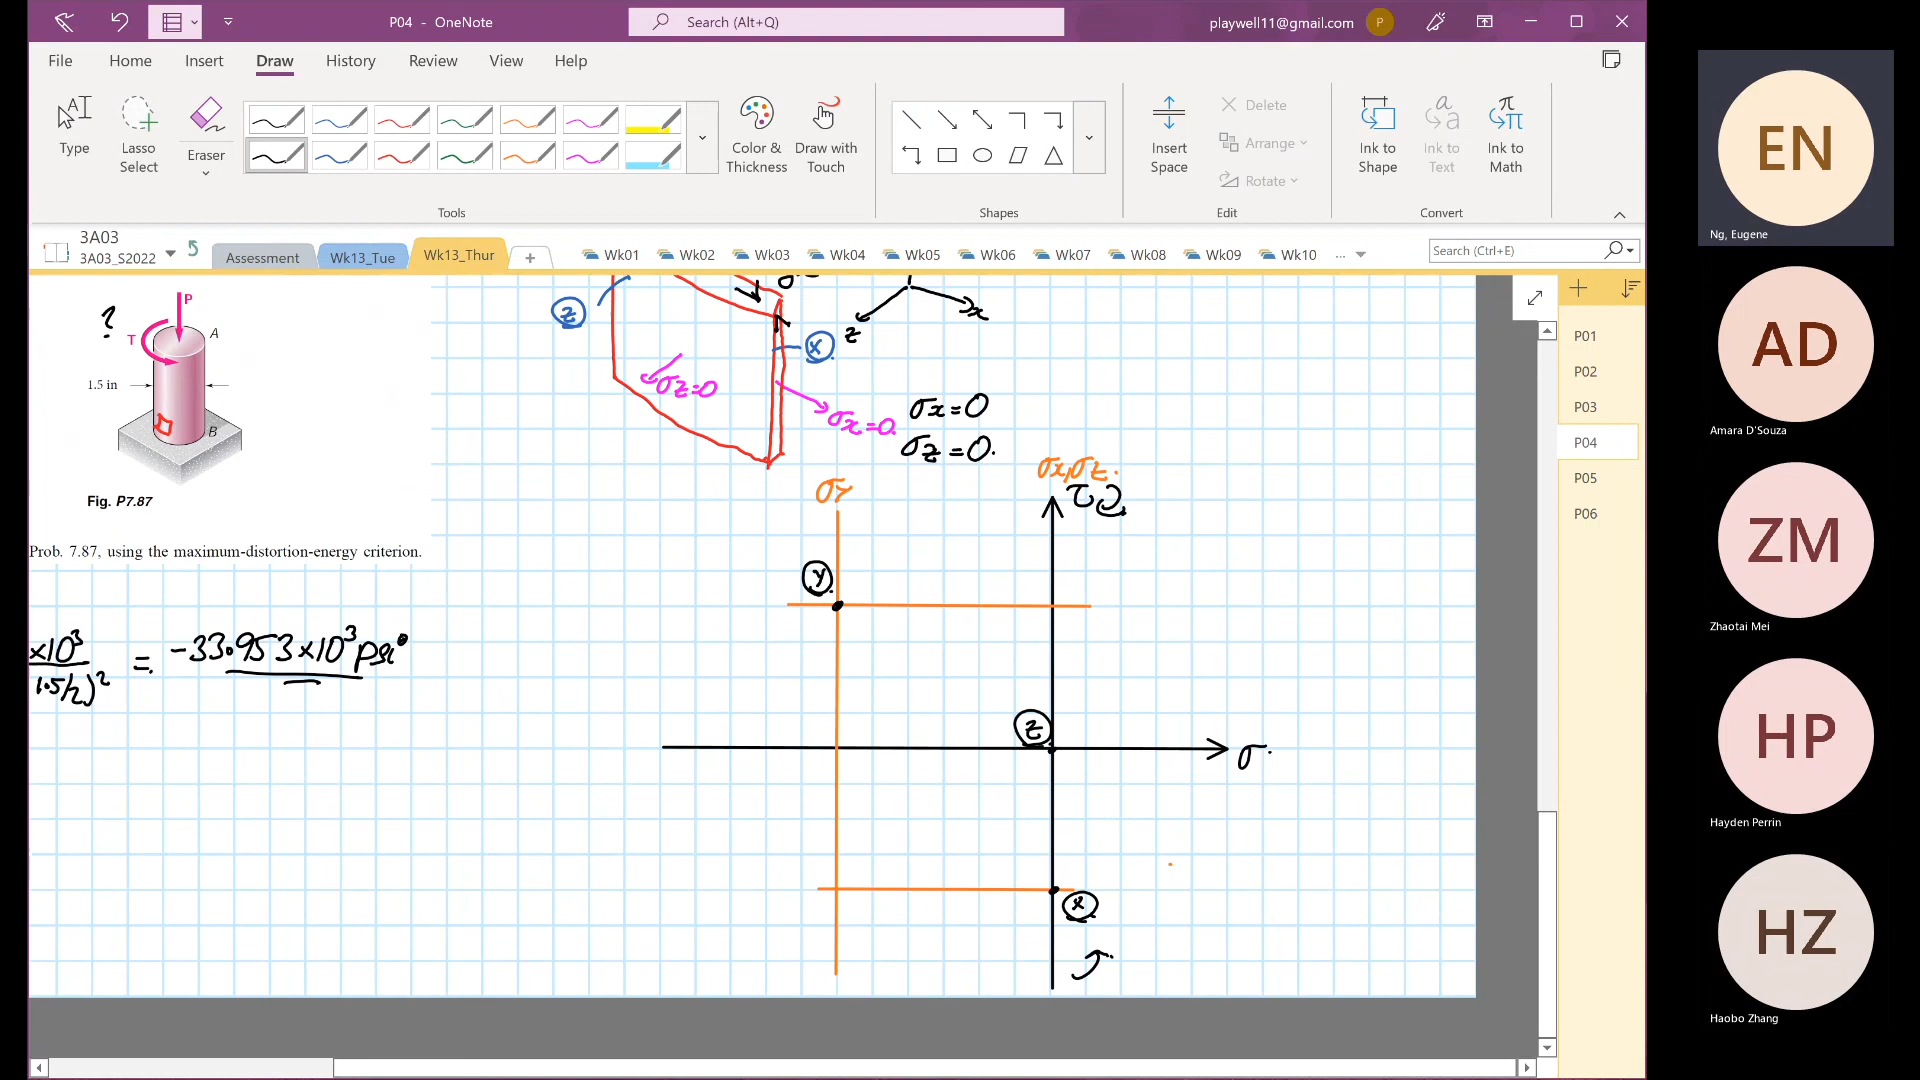 P04 - OneNote
Search (Alt+Q)
playwell11@gmail.com
P
File
Home
Insert
Draw
History
Review
View
Help
Type
Lasso Select
Eraser
Color & Thickness
Draw with Touch
Insert Space
Delete
Arrange
Rotate
Ink to Shape
Ink to Text
Ink to Math
Tools
Shapes
Edit
Convert
3A03
3A03_S2022
Assessment
Wk13_Tue
Wk13_Thur
+
Wk01
Wk02
Wk03
Wk04
Wk05
Wk06
Wk07
Wk08
Wk09
Wk10
...
Search (Ctrl+E)
P01
P02
P03
P04
P05
P06
?
P
T
A
1.5 in
B
Fig. P7.87
Prob. 7.87, using the maximum-distortion-energy criterion.
×10³
1.5/2)² = -33.953×10³ psi
z
x
z
x
σz=0
σx=0.
σx=0
σz=0.
σy
σx,σz.
τ
y
z
σ.
x
EN
Ng, Eugene
AD
Amara D'Souza
ZM
Zhaotai Mei
HP
Hayden Perrin
HZ
Haobo Zhang